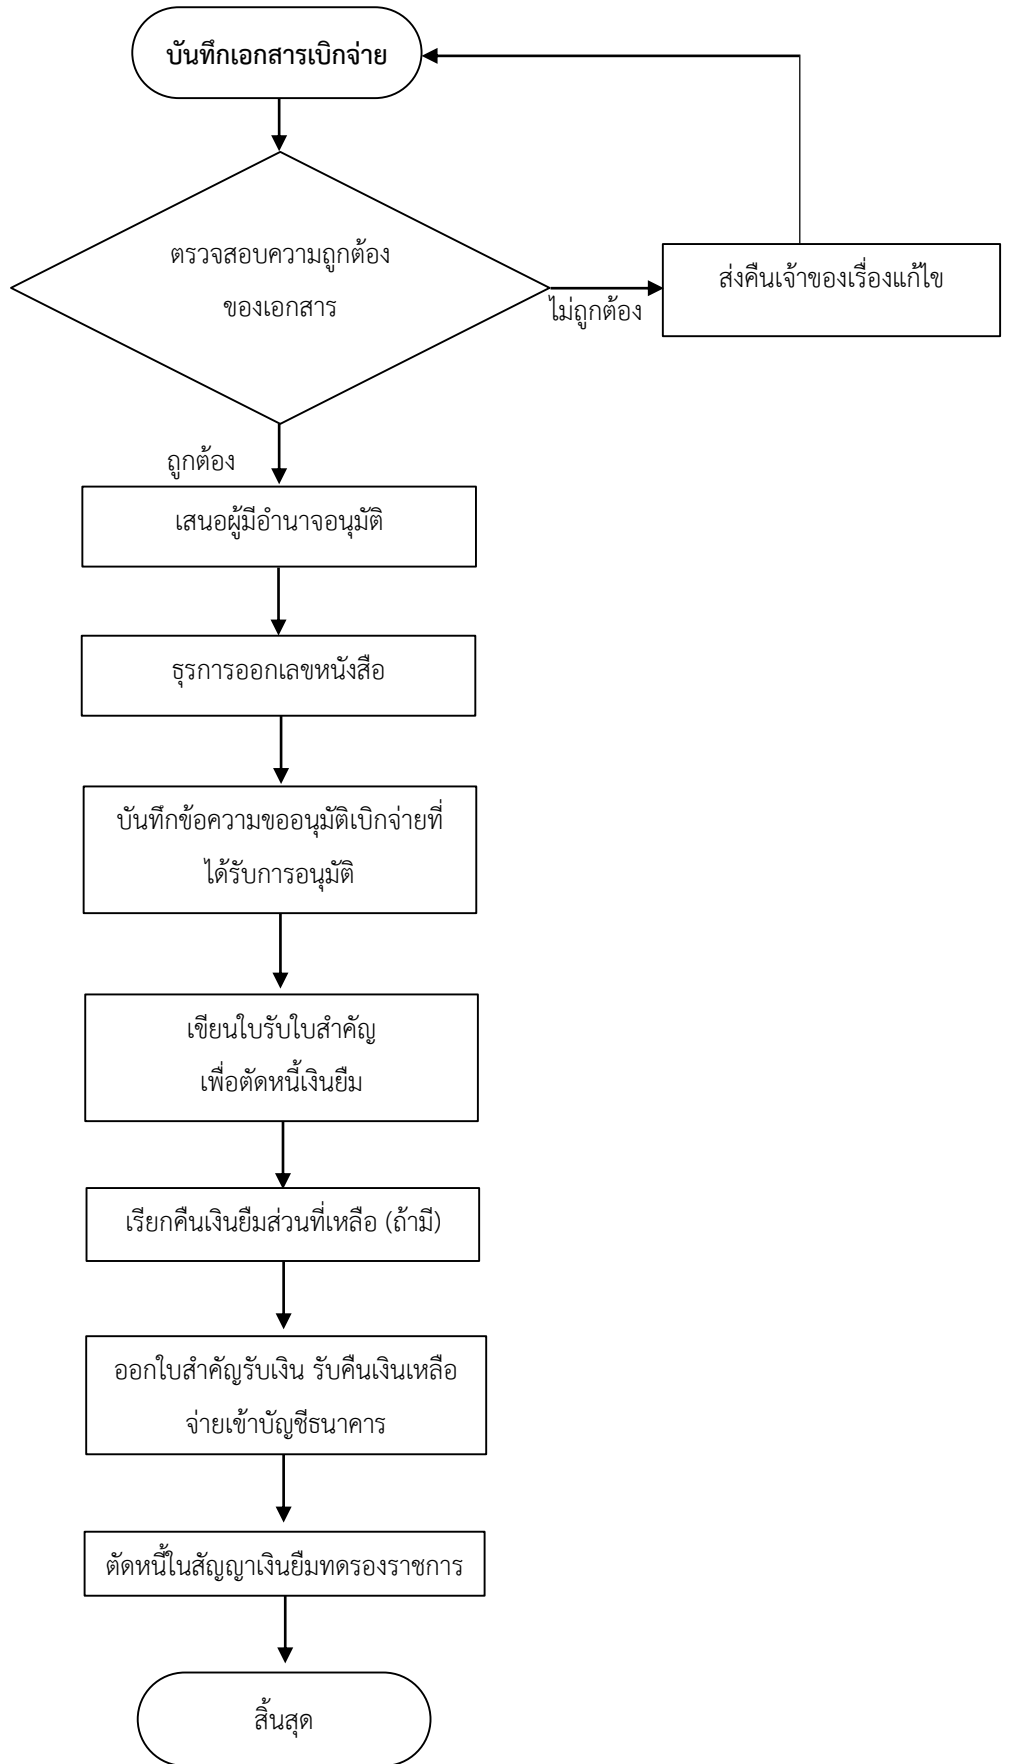 บันทึกเอกสารเบิกจ่าย
ตรวจสอบความถูกต้อง
ของเอกสาร
ส่งคืนเจ้าของเรื่องแก้ไข
ไม่ถูกต้อง
ถูกต้อง
เสนอผู้มีอำนาจอนุมัติ
ธุรการออกเลขหนังสือ
บันทึกข้อความขออนุมัติเบิกจ่ายที่
ได้รับการอนุมัติ
เขียนใบรับใบสำคัญ
เพื่อตัดหนี้เงินยืม
เรียกคืนเงินยืมส่วนที่เหลือ (ถ้ามี)
ออกใบสำคัญรับเงิน รับคืนเงินเหลือ
จ่ายเข้าบัญชีธนาคาร
ตัดหนี้ในสัญญาเงินยืมทดรองราชการ
สิ้นสุด